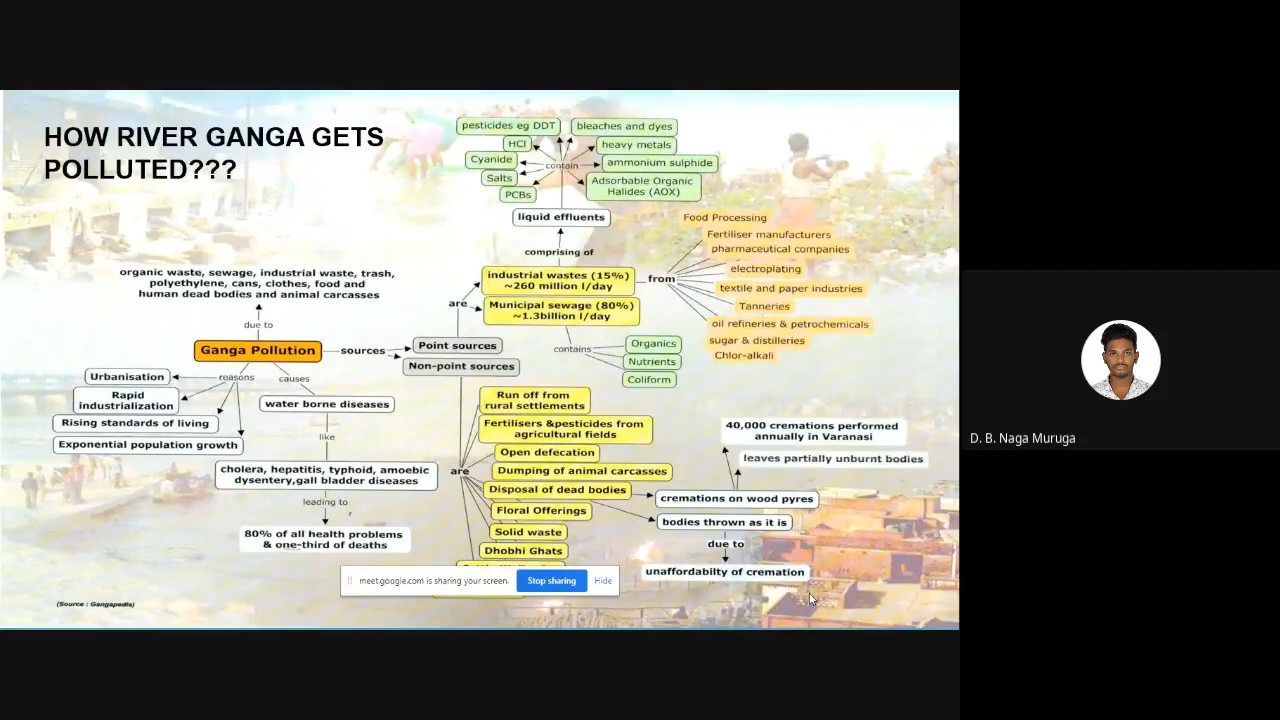 HOW RIVER GANGA GETS
POLLUTED???
pesticides eg DDT
bleaches and dyes
HCl
heavy metals
Cyanide
contain
ammonium sulphide
Salts
Adsorbable Organic
Halides (AOX)
PCBs
liquid effluents
comprising of
Food Processing
Fertiliser manufacturers
pharmaceutical companies
electroplating
textile and paper industries
Tanneries
oil refineries & petrochemicals
sugar & distilleries
Chlor-alkali
from
industrial wastes (15%)
~260 million l/day
are
Municipal sewage (80%)
~1.3billion l/day
contains
Organics
Nutrients
Coliform
organic waste, sewage, industrial waste, trash,
polyethylene, cans, clothes, food and
human dead bodies and animal carcasses
due to
Ganga Pollution
sources
Point sources
Non-point sources
reasons
causes
Urbanisation
Rapid
industrialization
Rising standards of living
Exponential population growth
water borne diseases
like
cholera, hepatitis, typhoid, amoebic
dysentery,gall bladder diseases
leading to
80% of all health problems
& one-third of deaths
are
Run off from
rural settlements
Fertilisers &pesticides from
agricultural fields
Open defecation
Dumping of animal carcasses
Disposal of dead bodies
Floral Offerings
Solid waste
Dhobhi Ghats
40,000 cremations performed
annually in Varanasi
leaves partially unburnt bodies
cremations on wood pyres
bodies thrown as it is
due to
unaffordabilty of cremation
meet.google.com is sharing your screen.
Stop sharing
Hide
(Source : Gangapedia)
D. B. Naga Muruga